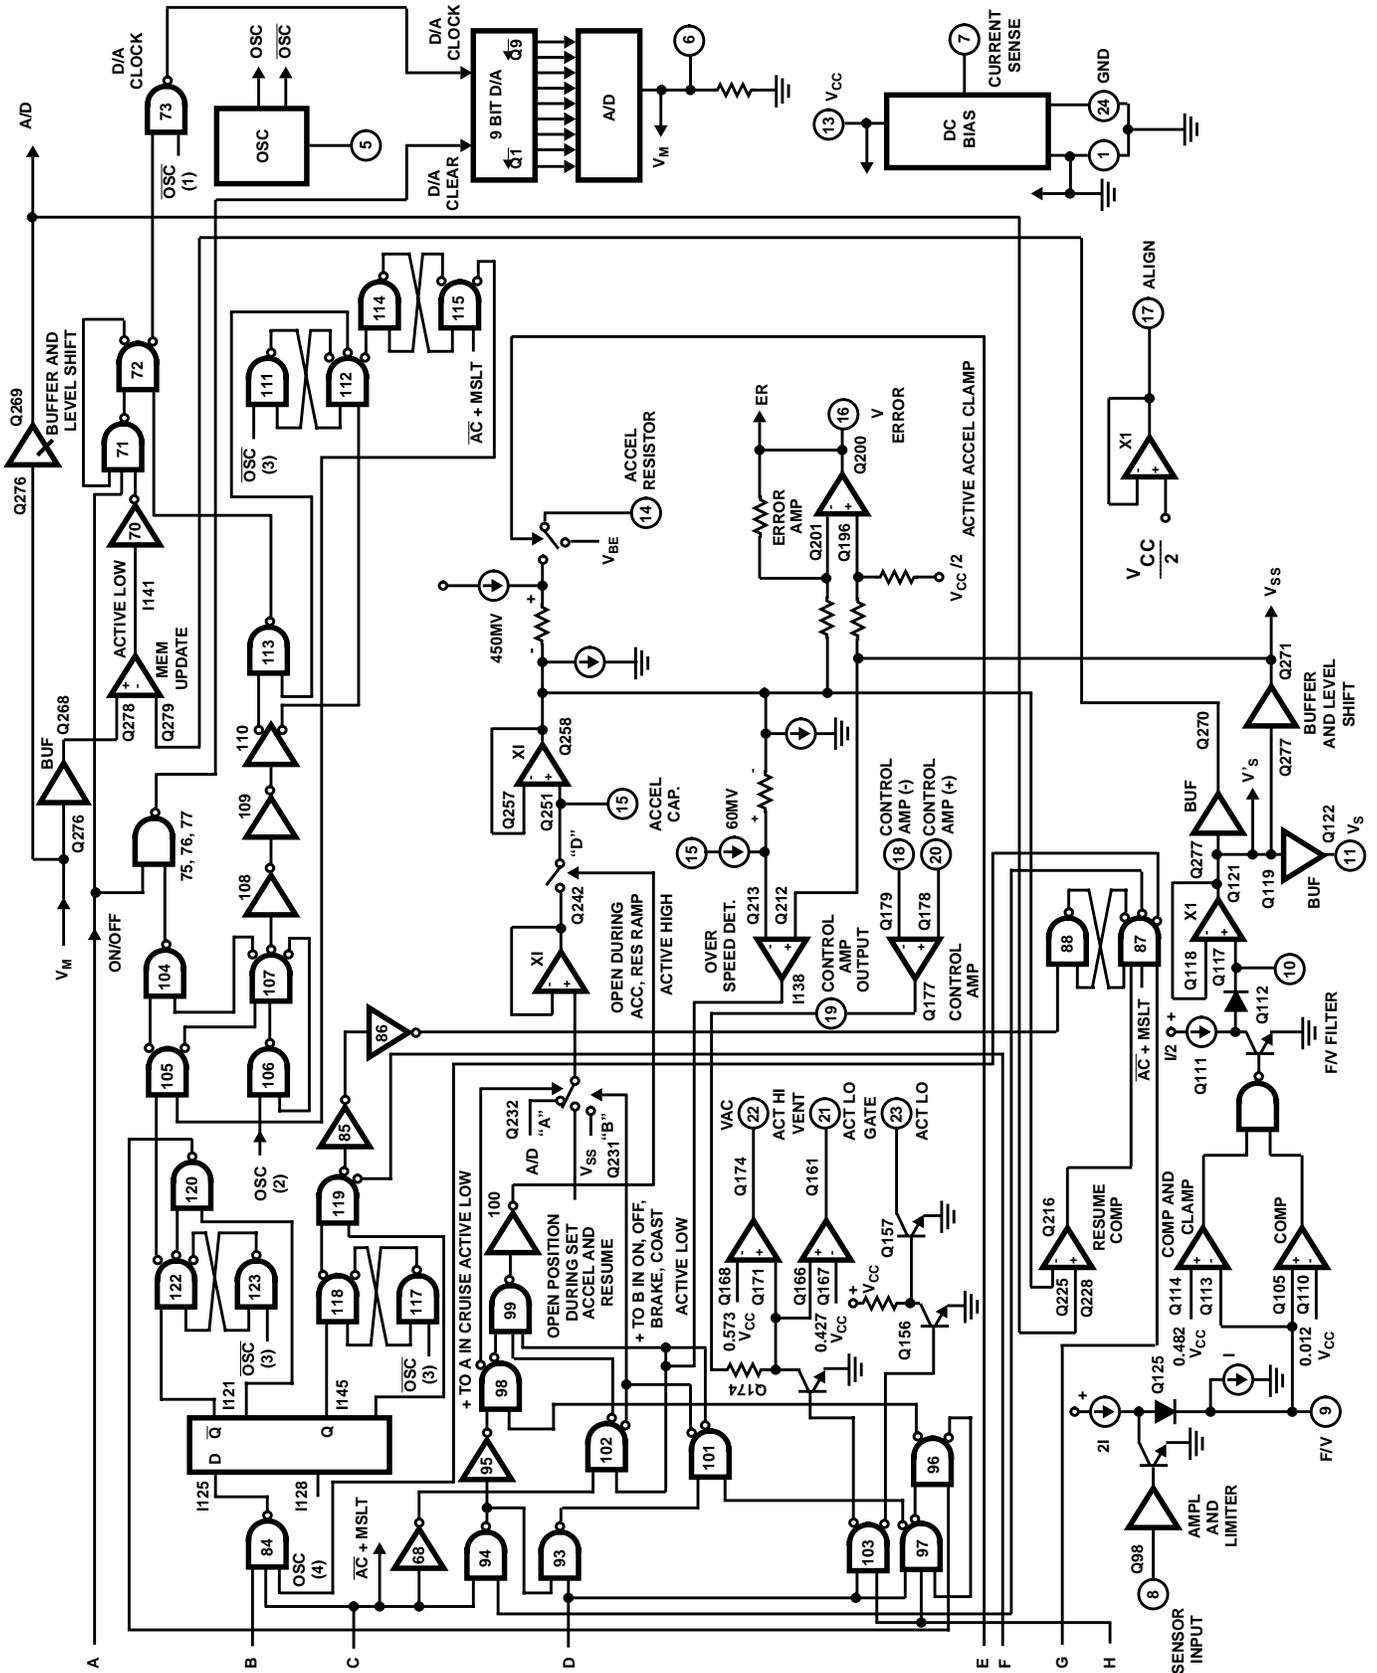 A/D
D/A
CLOCK
73
OSC
(1)
OSC
OSC
OSC
5
D/A
CLEAR
D/A
CLOCK
9 BIT D/A
Q1
Q9
A/D
VM
6
13
VCC
DC
BIAS
7
CURRENT
SENSE
1
24
GND
Q276
Q269
BUFFER AND
LEVEL SHIFT
72
71
70
ACTIVE LOW
I141
MEM
UPDATE
Q278
Q279
+
-
BUF
Q268
Q276
VM
ON/OFF
75, 76, 77
104
105
106
107
108
109
110
113
111
112
114
115
OSC
(3)
AC + MSLT
OSC
(2)
120
122
123
OSC
(3)
119
118
117
OSC
(3)
85
86
D
Q
Q
I121
I145
I125
I128
84
OSC
(4)
AC + MSLT
68
94
93
95
98
99
100
102
101
103
97
96
+ TO A IN CRUISE ACTIVE LOW
OPEN POSITION
DURING SET
ACCEL AND
RESUME
+ TO B IN ON, OFF,
BRAKE, COAST
ACTIVE LOW
Q232
"A"
A/D
VSS
"B"
Q231
OPEN DURING
ACC, RES RAMP
ACTIVE HIGH
XI
-
+
Q242
"D"
15
ACCEL
CAP.
Q257
Q251
XI
-
+
Q258
450MV
-
+
VBE
14
ACCEL
RESISTOR
ER
ERROR
AMP
Q201
Q196
-
+
Q200
16
V
ERROR
VCC /2
ACTIVE ACCEL CLAMP
15
60MV
+
-
OVER
SPEED DET.
Q213
Q212
-
+
I138
19
CONTROL
AMP
OUTPUT
18
CONTROL
AMP (-)
20
CONTROL
AMP (+)
Q179
Q178
-
+
Q177
CONTROL
AMP
VAC
22
ACT HI
VENT
21
ACT LO
GATE
23
ACT LO
Q174
Q161
Q157
Q168
Q171
-
+
Q166
Q167
-
+
0.573
VCC
0.427
VCC
+
VCC
Q156
Q174
88
87
AC + MSLT
X1
-
+
17
ALIGN
VCC
2
VSS
Q271
BUFFER
AND LEVEL
SHIFT
Q277
Q270
BUF
V'S
Q277
Q121
Q119
BUF
Q122
11
VS
X1
-
+
Q118
Q117
10
Q112
I/2
+
Q111
F/V FILTER
Q216
RESUME
COMP
Q225
Q228
-
+
COMP AND
CLAMP
Q114
Q113
+
-
0.482
VCC
COMP
Q105
Q110
-
+
0.012
VCC
Q125
I
2I
+
9
F/V
AMPL
AND
LIMITER
Q98
8
SENSOR
INPUT
A
B
C
D
E
F
G
H